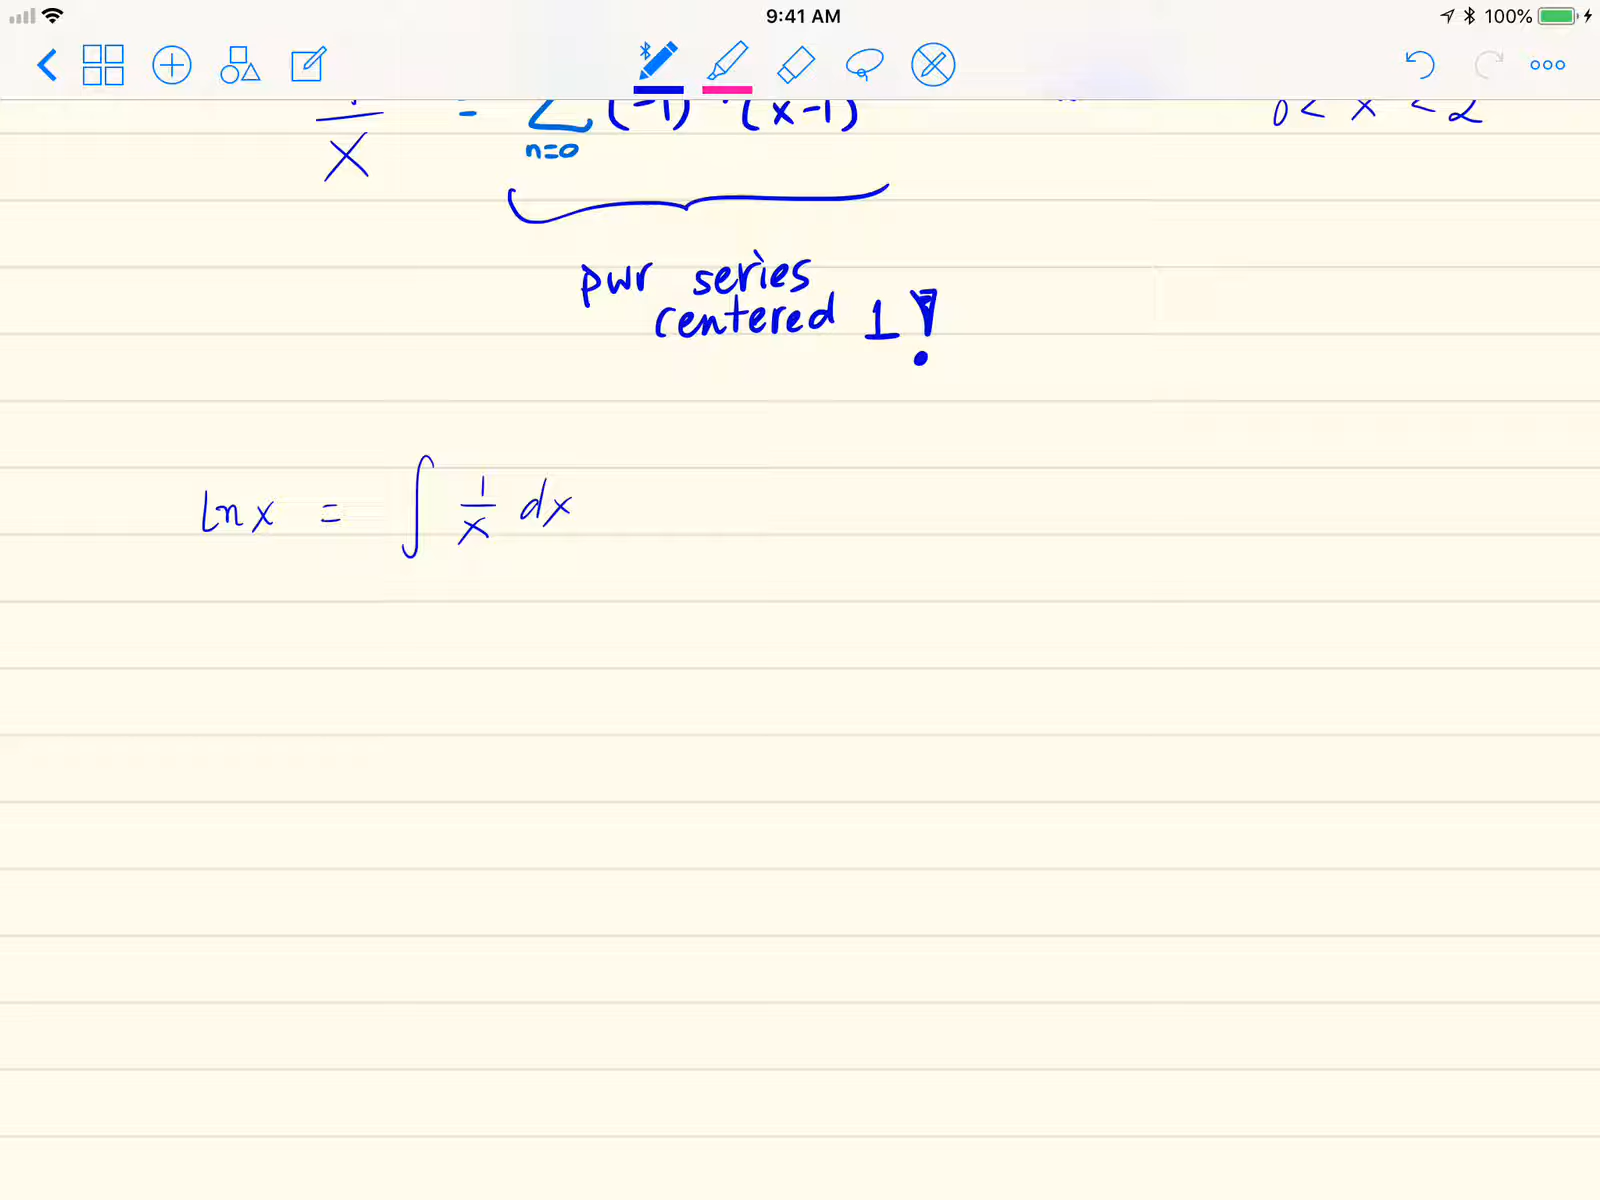 9:41 AM
100%
1/x = Σ (-1) · (x-1) 0 < x < 2
n=0
pwr series
centered 1!
Ln x = ∫ 1/x dx